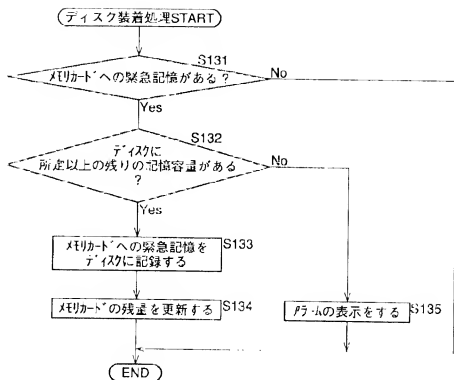 ディスク装着処理START
S131
メモリカードへの緊急記憶がある?
No
Yes
S132
ディスクに
所定以上の残りの記憶容量がある
?
No
Yes
メモリカードへの緊急記憶を
ディスクに記録する
S133
メモリカードの残量を更新する
S134
アラームの表示をする
S135
END